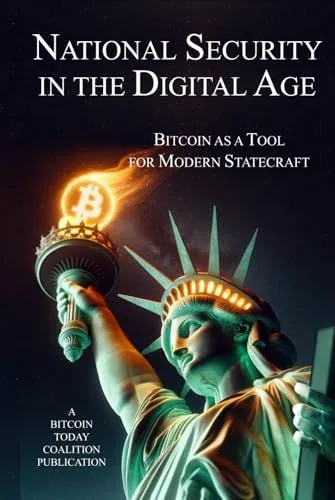 NATIONAL SECURITY
IN THE DIGITAL AGE
BITCOIN AS A TOOL
FOR MODERN STATECRAFT
A
BITCOIN
TODAY
COALITION
PUBLICATION